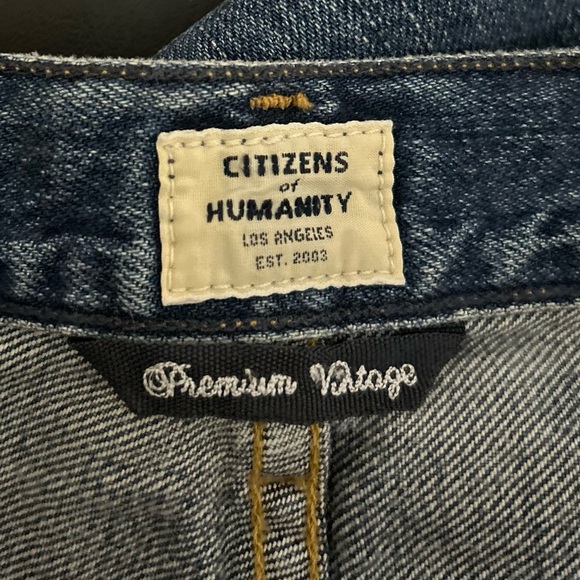 CITIZENS
of
HUMANITY
LOS ANGELES
EST. 2003
Premium Vintage